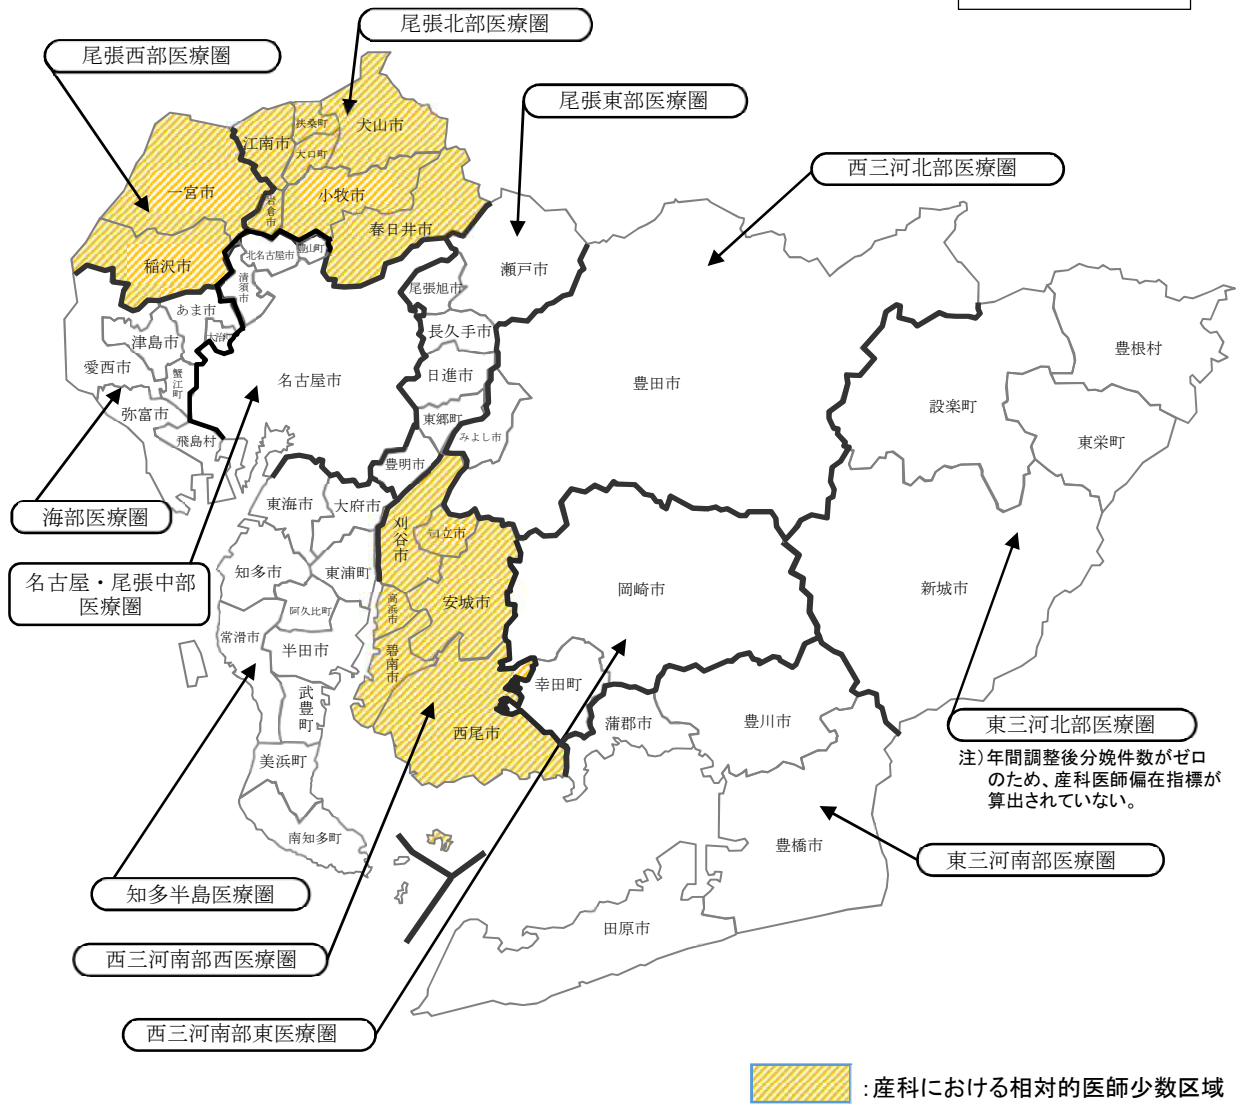 尾張北部医療圏
尾張西部医療圏
尾張東部医療圏
西三河北部医療圏
扶桑町
犬山市
江南市
大口町
一宮市
小牧市
岩倉市
春日井市
稲沢市
北名古屋市
豊山町
瀬戸市
清須市
尾張旭市
あま市
長久手市
津島市
大治町
豊根村
愛西市
蟹江町
名古屋市
日進市
豊田市
設楽町
弥富市
東郷町
みよし市
東栄町
飛島村
豊明市
海部医療圏
東海市
大府市
刈谷市
知立市
名古屋・尾張中部
医療圏
知多市
東浦町
岡崎市
新城市
阿久比町
高浜市
安城市
常滑市
半田市
碧南市
幸田町
武豊町
西尾市
蒲郡市
豊川市
東三河北部医療圏
注）年間調整後分娩件数がゼロ
のため、産科医師偏在指標が
算出されていない。
美浜町
南知多町
豊橋市
東三河南部医療圏
知多半島医療圏
田原市
西三河南部西医療圏
西三河南部東医療圏
：産科における相対的医師少数区域